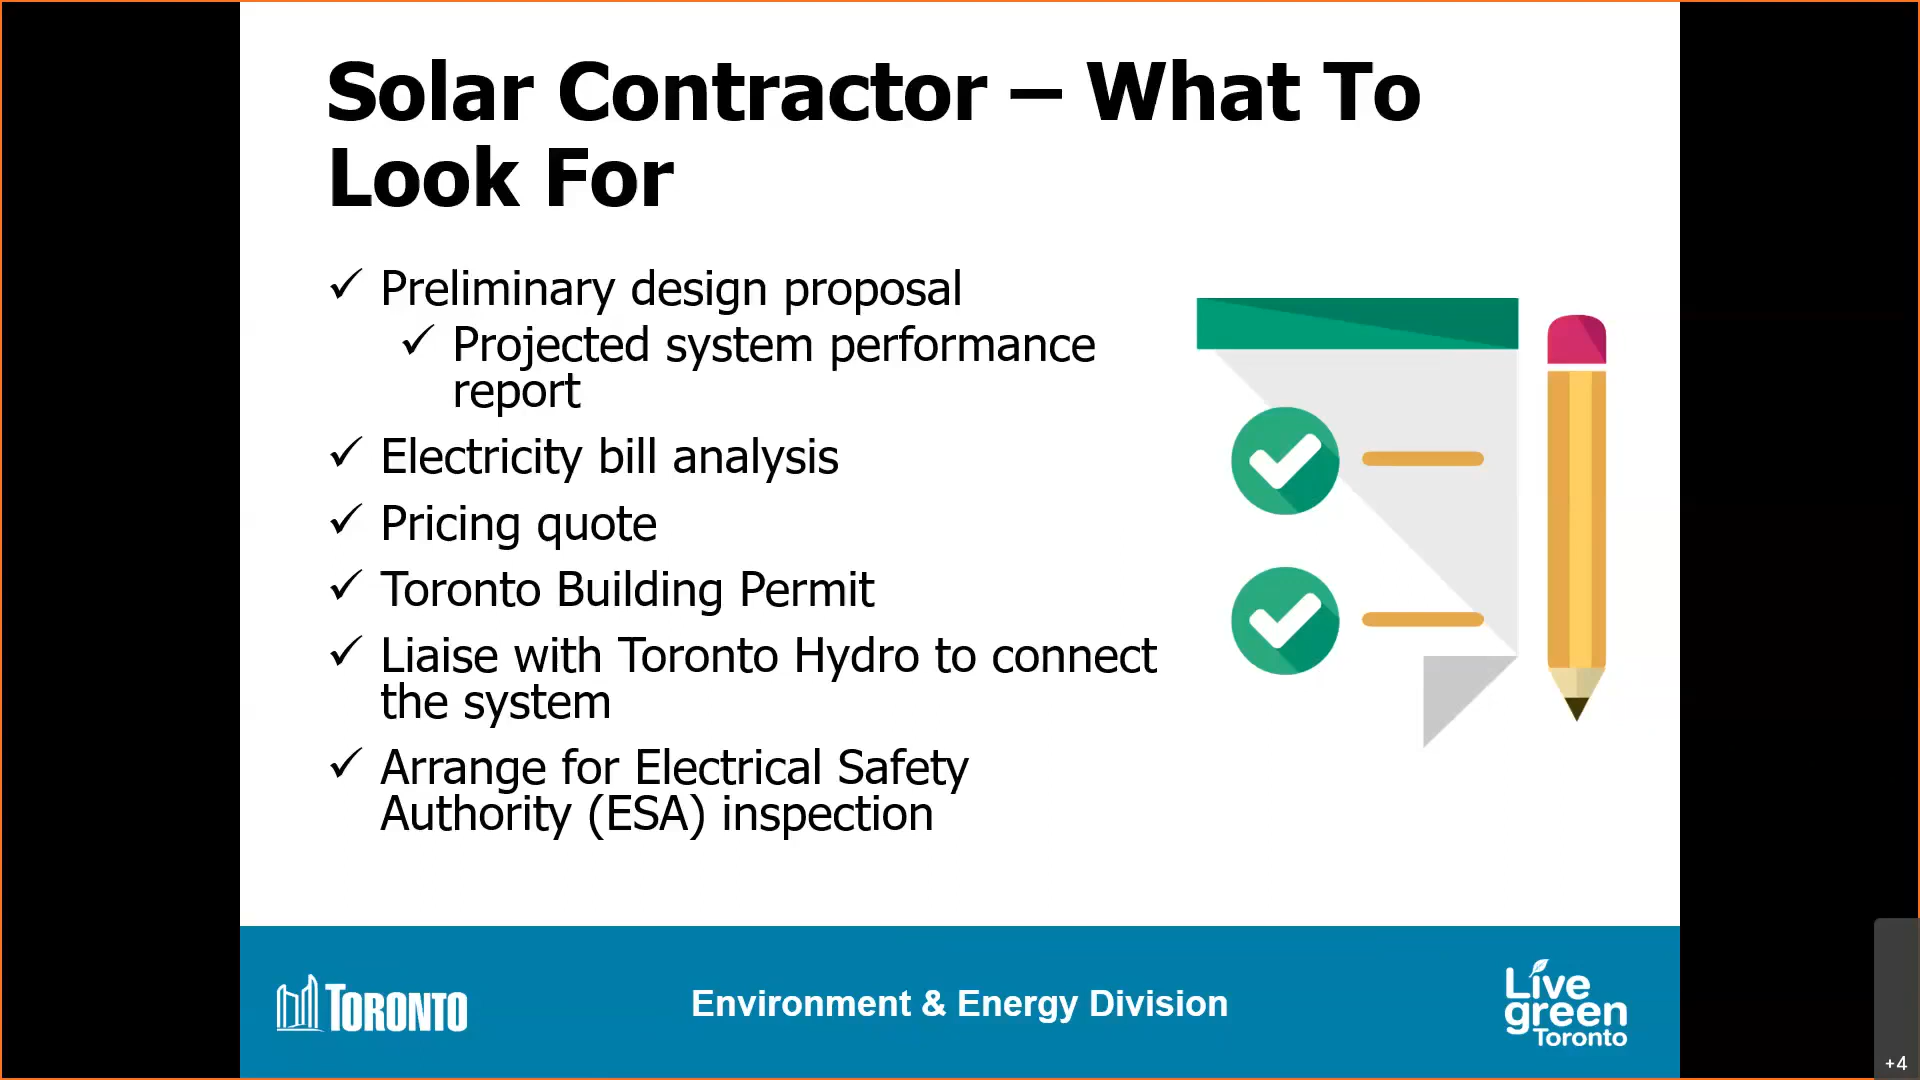 Solar Contractor – What To
Look For
✓ Preliminary design proposal
✓ Projected system performance
report
✓ Electricity bill analysis
✓ Pricing quote
✓ Toronto Building Permit
✓ Liaise with Toronto Hydro to connect
the system
✓ Arrange for Electrical Safety
Authority (ESA) inspection
TORONTO
Environment & Energy Division
Live
green
Toronto
+4